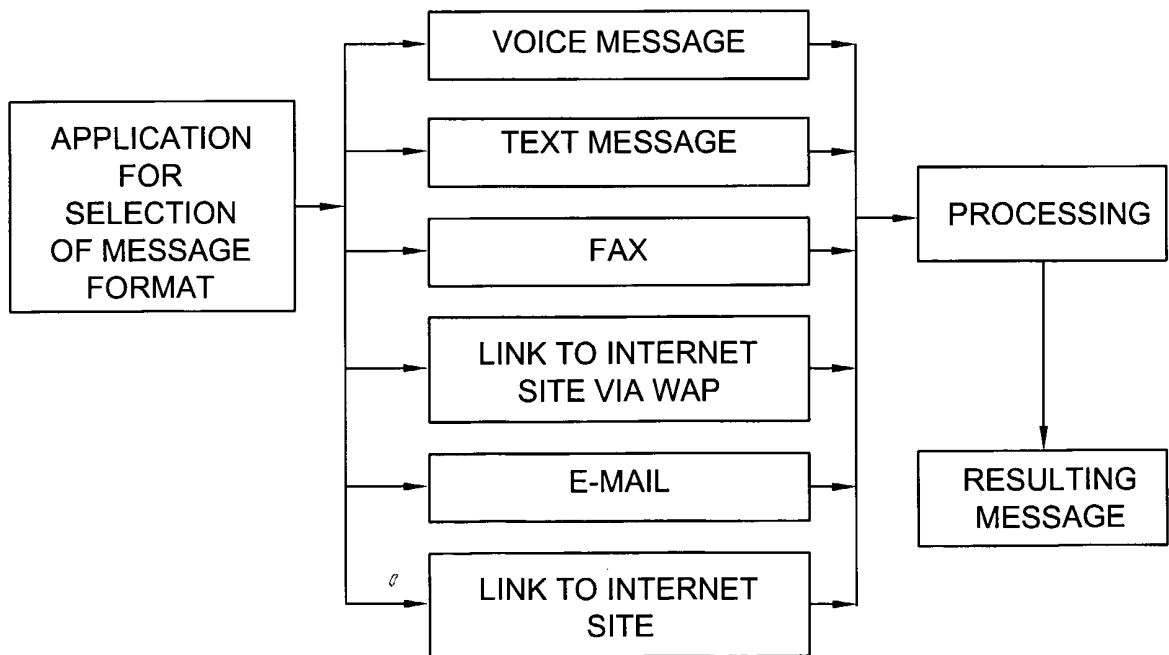 APPLICATION
FOR
SELECTION
OF MESSAGE
FORMAT
VOICE MESSAGE
TEXT MESSAGE
FAX
LINK TO INTERNET
SITE VIA WAP
E-MAIL
LINK TO INTERNET
SITE
PROCESSING
RESULTING
MESSAGE